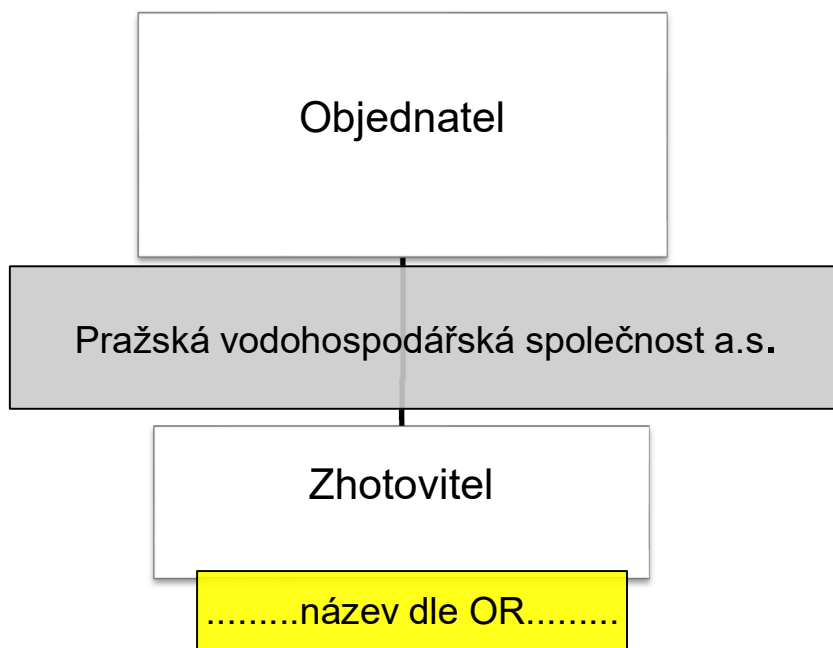 Objednatel
Pražská vodohospodářská společnost a.s.
Zhotovitel
.........název dle OR.........